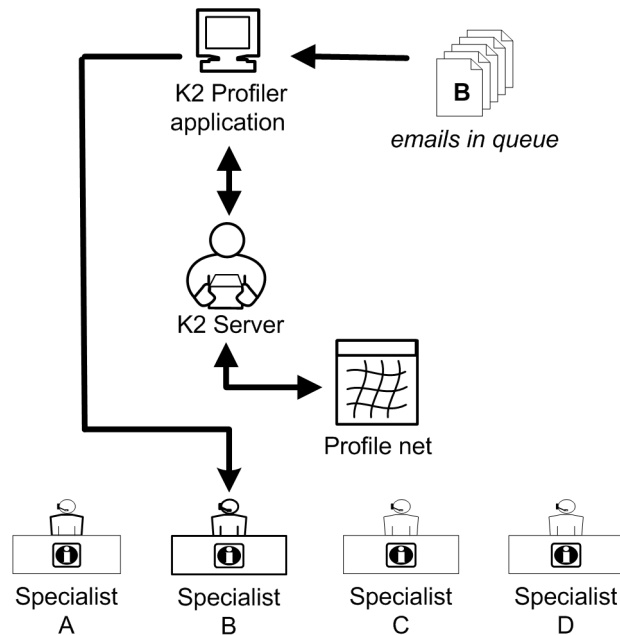 K2 Profiler
application
B
emails in queue
K2 Server
Profile net
Specialist
A
Specialist
B
Specialist
C
Specialist
D